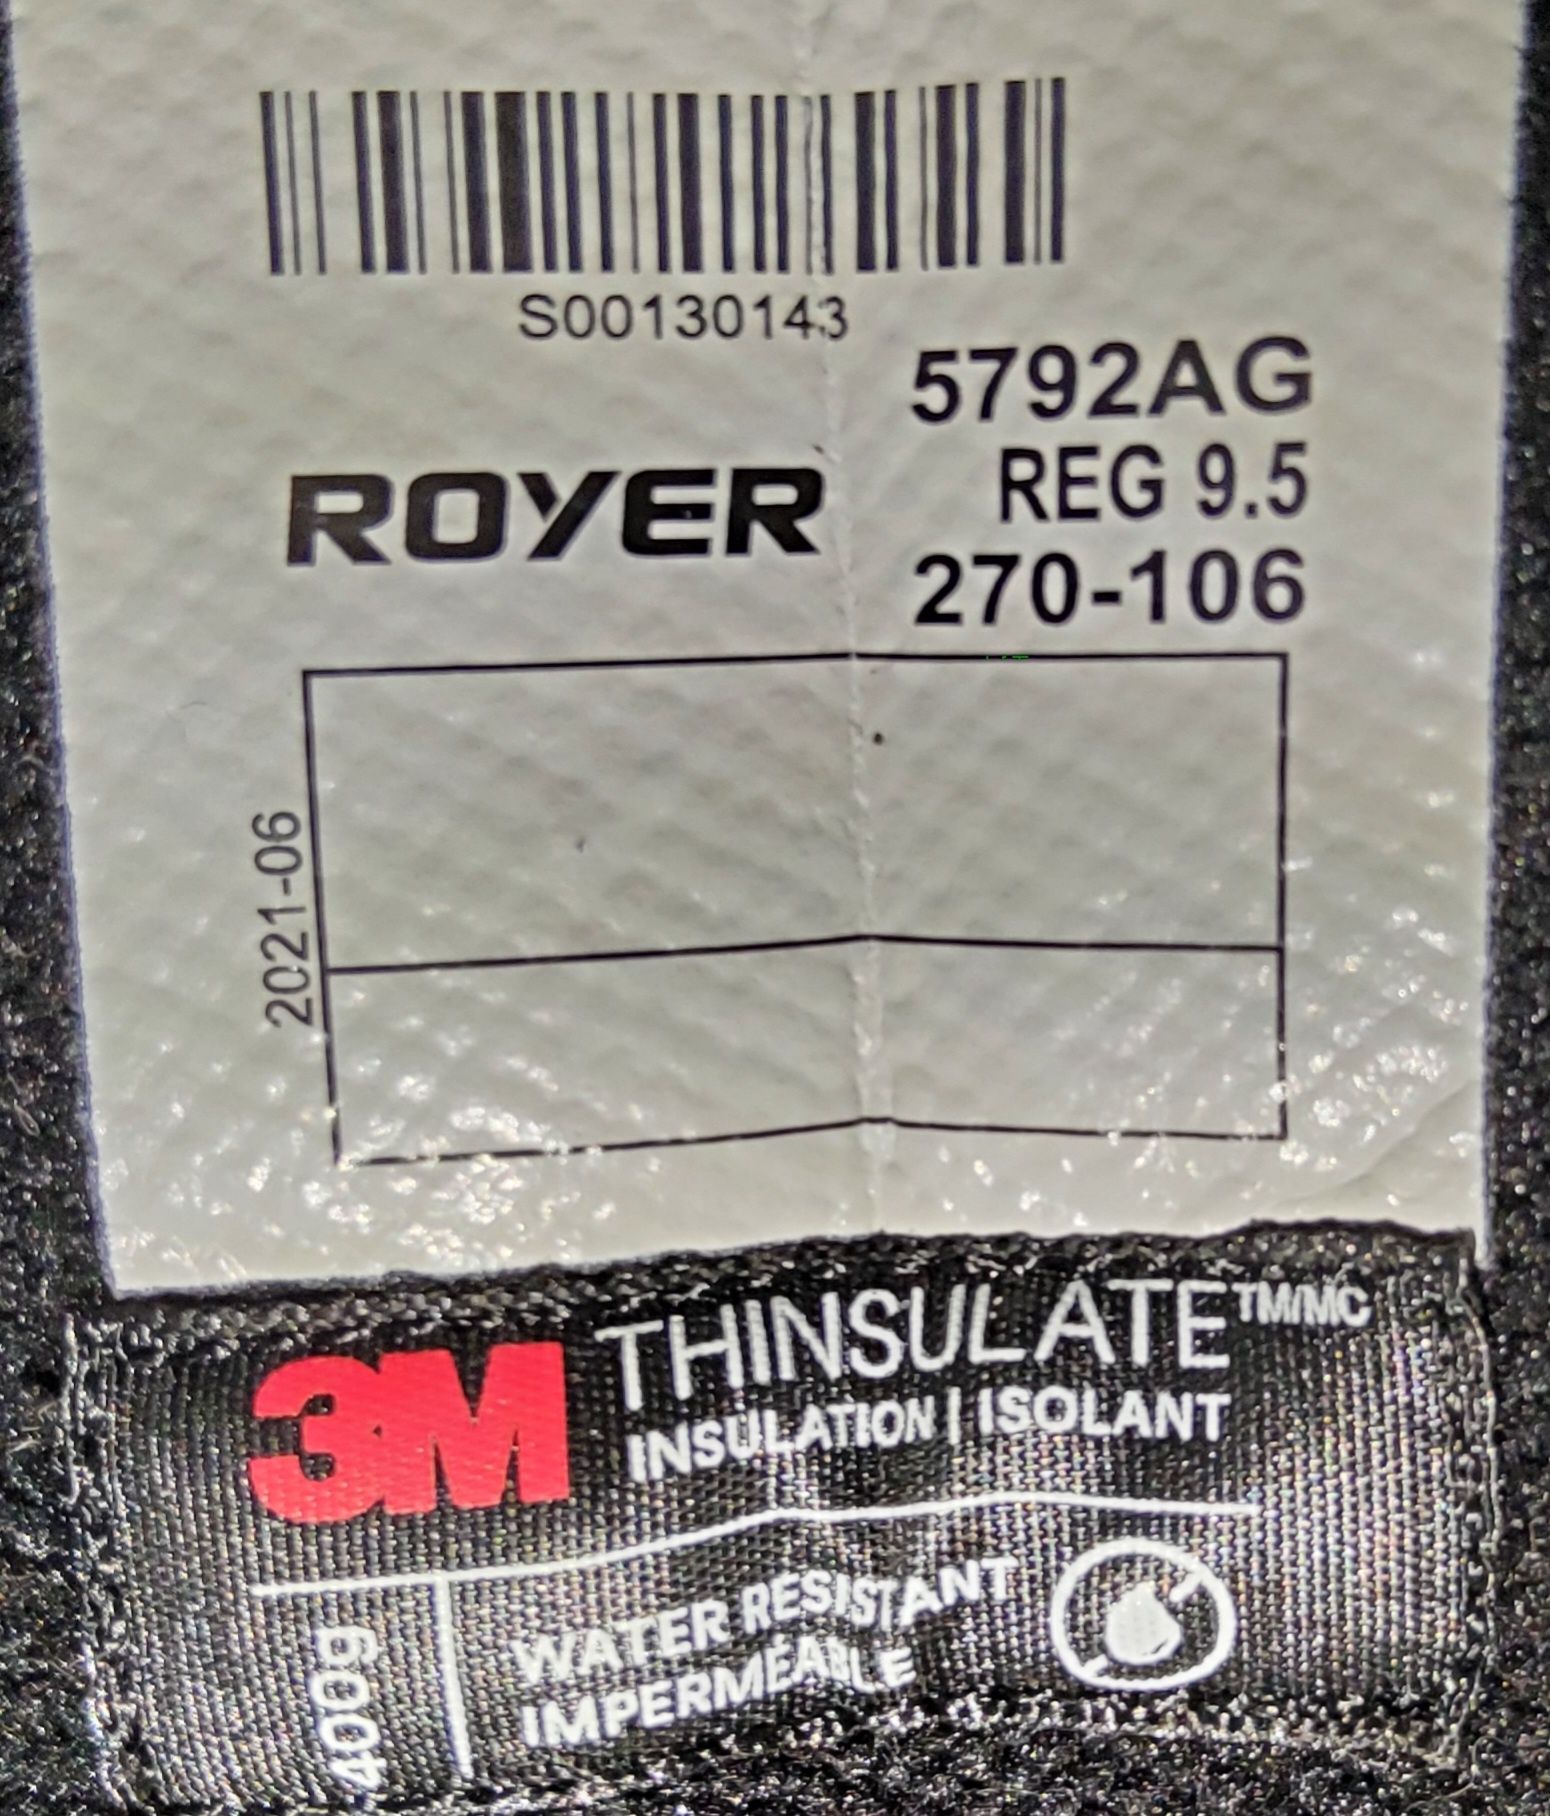 S00130143
5792AG
ROYER
REG 9.5
270-106
2021-06
3M THINSULATE™/MC
INSULATION | ISOLANT
400g
WATER RESISTANT
IMPERMÉABLE